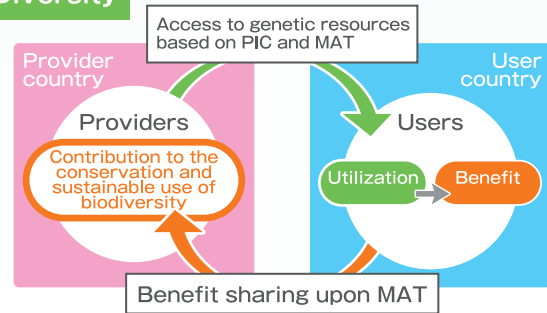 Access to genetic resources
based on PIC and MAT
Provider
country
User
country
Providers
Users
Contribution to the
conservation and
sustainable use of
biodiversity
Utilization
Benefit
Benefit sharing upon MAT